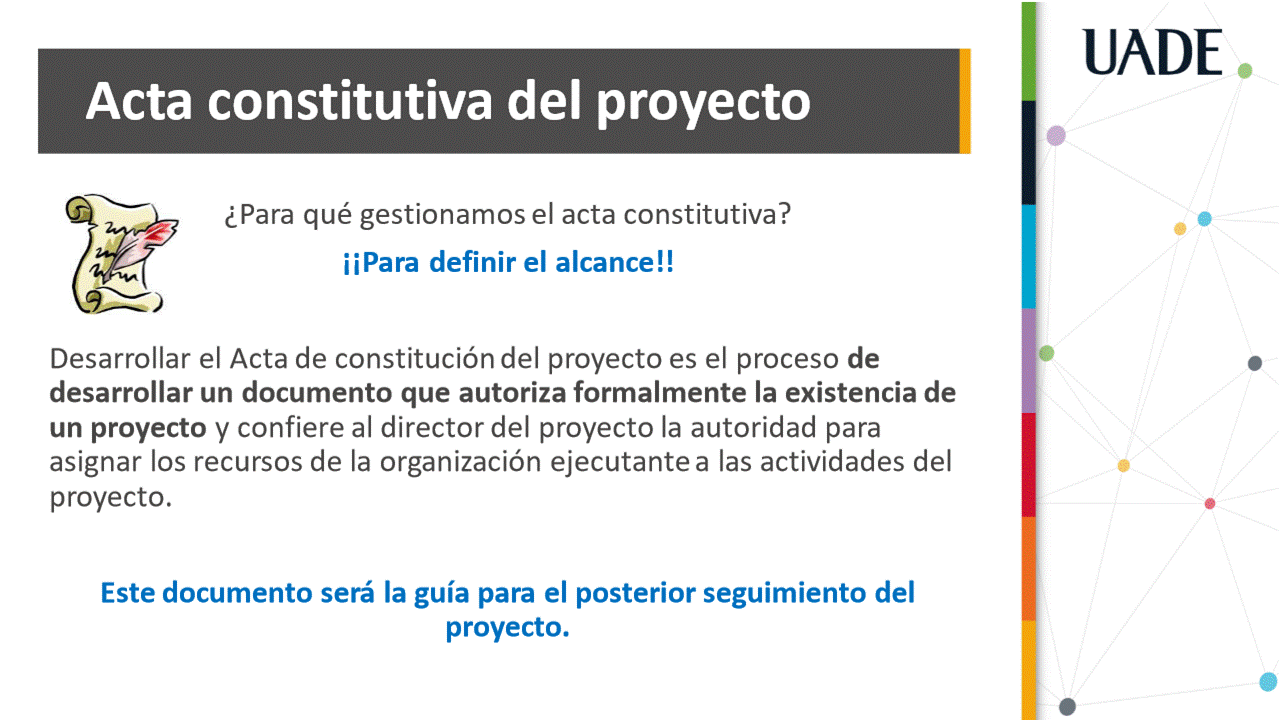 UADE
Acta constitutiva del proyecto
¿Para qué gestionamos el acta constitutiva?
¡¡Para definir el alcance!!
Desarrollar el Acta de constitución del proyecto es el proceso de
desarrollar un documento que autoriza formalmente la existencia de
un proyecto y confiere al director del proyecto la autoridad para
asignar los recursos de la organización ejecutante a las actividades del
proyecto.
Este documento será la guía para el posterior seguimiento del
proyecto.